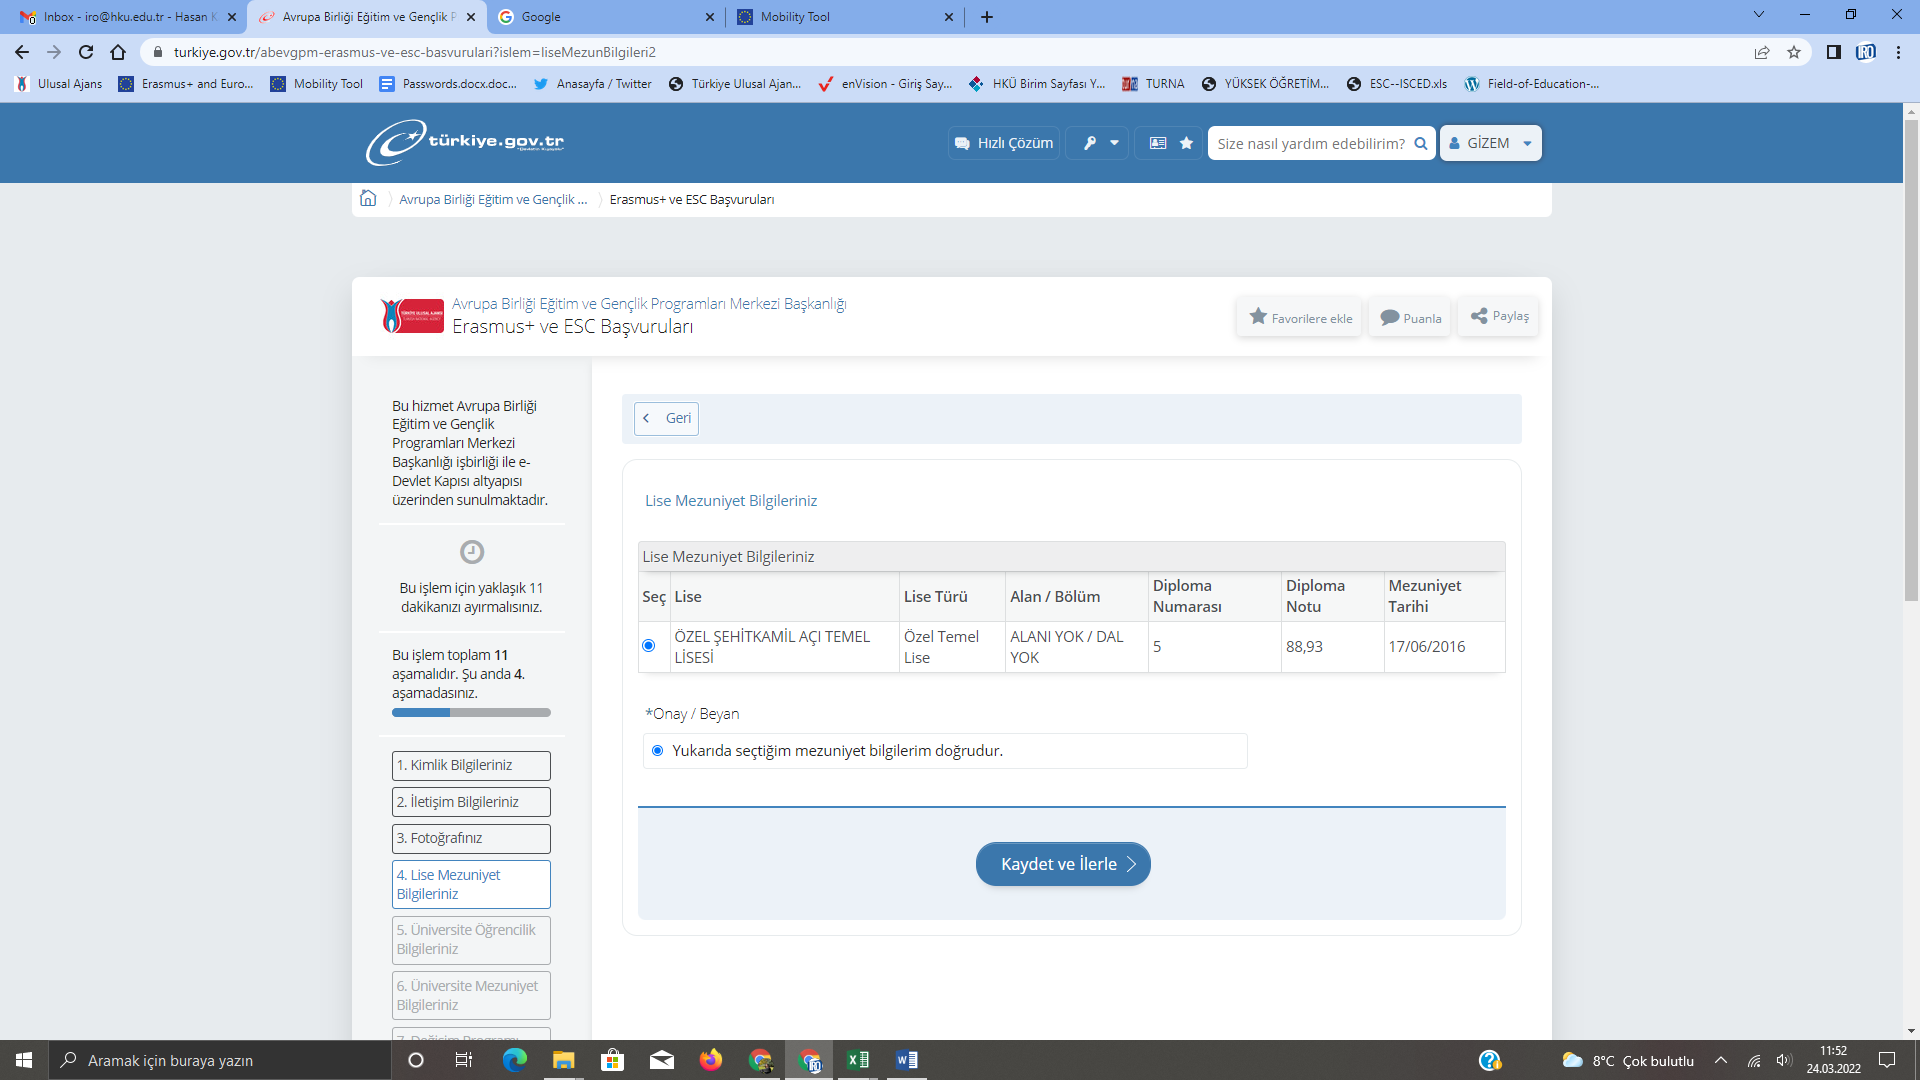 Inbox - iro@hku.edu.tr - Hasan K
Avrupa Birliği Eğitim ve Gençlik P
Google
Mobility Tool
turkiye.gov.tr/abevgpm-erasmus-ve-esc-basvurulari?islem=liseMezunBilgileri2
Ulusal Ajans
Erasmus+ and Euro...
Mobility Tool
Passwords.docx.doc...
Anasayfa / Twitter
Türkiye Ulusal Ajan...
enVision - Giriş Say...
HKÜ Birim Sayfası Y...
TURNA
YÜKSEK ÖĞRETİM...
ESC--ISCED.xls
Field-of-Education-...
türkiye.gov.tr
Hızlı Çözüm
Size nasıl yardım edebilirim?
GİZEM
Avrupa Birliği Eğitim ve Gençlik ...
Erasmus+ ve ESC Başvuruları
Avrupa Birliği Eğitim ve Gençlik Programları Merkezi Başkanlığı
Erasmus+ ve ESC Başvuruları
Favorilere ekle
Puanla
Paylaş
Bu hizmet Avrupa Birliği
Eğitim ve Gençlik
Programları Merkezi
Başkanlığı işbirliği ile e-
Devlet Kapısı altyapısı
üzerinden sunulmaktadır.
Bu işlem için yaklaşık 11
dakikanızı ayırmalısınız.
Bu işlem toplam 11
aşamalıdır. Şu anda 4.
aşamadasınız.
1. Kimlik Bilgileriniz
2. İletişim Bilgileriniz
3. Fotoğrafınız
4. Lise Mezuniyet
Bilgileriniz
5. Üniversite Öğrencilik
Bilgileriniz
6. Üniversite Mezuniyet
Bilgileriniz
7. Değişim Programı
Geri
Lise Mezuniyet Bilgileriniz
Lise Mezuniyet Bilgileriniz
Seç Lise Lise Türü Alan / Bölüm Diploma Numarası Diploma Notu Mezuniyet Tarihi
ÖZEL ŞEHİTKAMİL AÇI TEMEL LİSESİ Özel Temel Lise ALANI YOK / DAL YOK 5 88,93 17/06/2016
*Onay / Beyan
Yukarıda seçtiğim mezuniyet bilgilerim doğrudur.
Kaydet ve İlerle
Aramak için buraya yazın
8°C Çok bulutlu
11:52
24.03.2022